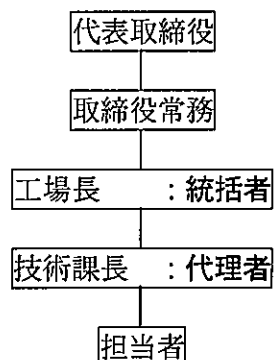 代表取締役
取締役常務
工場長　：統括者
技術課長　：代理者
担当者